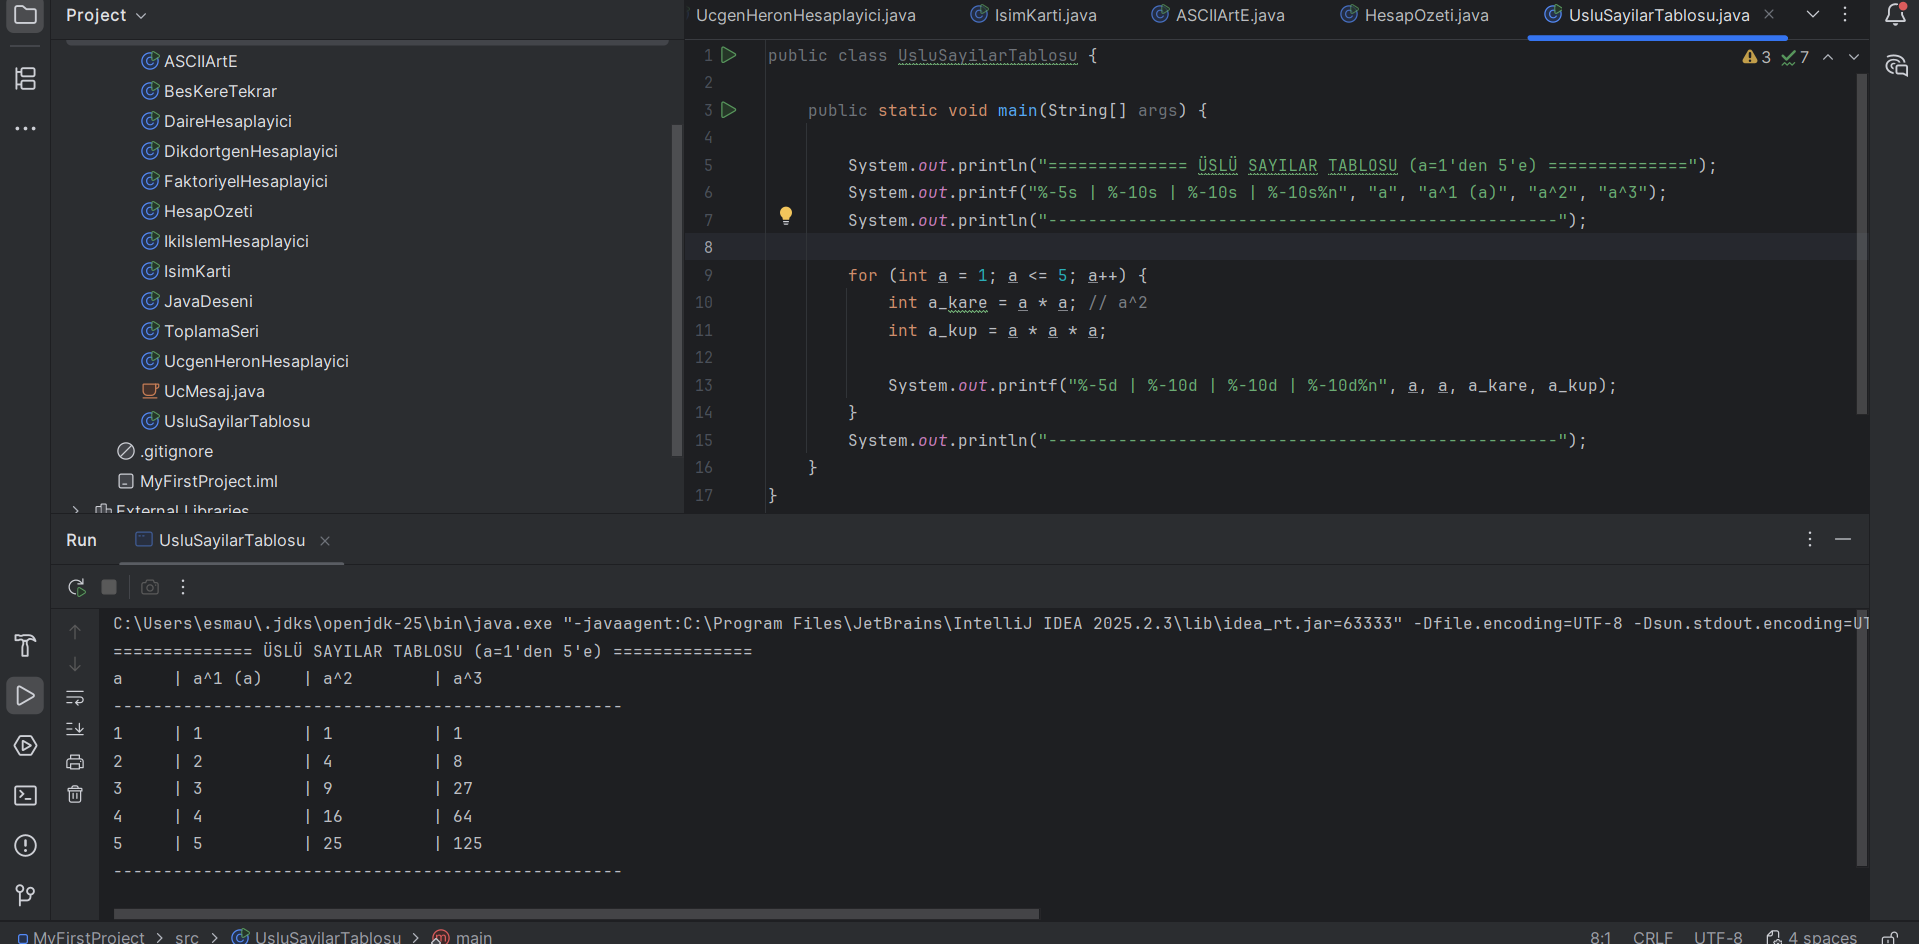 Project
UcgenHeronHesaplayici.java
IsimKarti.java
ASCIIArtE.java
HesapOzeti.java
UsluSayilarTablosu.java
ASCIIArtE
BesKereTekrar
DaireHesaplayici
DikdortgenHesaplayici
FaktoriyelHesaplayici
HesapOzeti
IkiIslemHesaplayici
IsimKarti
JavaDeseni
ToplamaSeri
UcgenHeronHesaplayici
UcMesaj.java
UsluSayilarTablosu
.gitignore
MyFirstProject.iml
External Libraries
3 7
1 public class UsluSayilarTablosu {
2
3 public static void main(String[] args) {
4
5 System.out.println("============== ÜSLÜ SAYILAR TABLOSU (a=1'den 5'e) ==============");
6 System.out.printf("%-5s | %-10s | %-10s | %-10s%n", "a", "a^1 (a)", "a^2", "a^3");
7 System.out.println("---------------------------------------------------");
8
9 for (int a = 1; a <= 5; a++) {
10 int a_kare = a * a; // a^2
11 int a_kup = a * a * a;
12
13 System.out.printf("%-5d | %-10d | %-10d | %-10d%n", a, a, a_kare, a_kup);
14 }
15 System.out.println("---------------------------------------------------");
16 }
17 }
Run UsluSayilarTablosu
C:\Users\esmau\.jdks\openjdk-25\bin\java.exe "-javaagent:C:\Program Files\JetBrains\IntelliJ IDEA 2025.2.3\lib\idea_rt.jar=63333" -Dfile.encoding=UTF-8 -Dsun.stdout.encoding=UT
============== ÜSLÜ SAYILAR TABLOSU (a=1'den 5'e) ==============
a | a^1 (a) | a^2 | a^3
---------------------------------------------------
1 | 1 | 1 | 1
2 | 2 | 4 | 8
3 | 3 | 9 | 27
4 | 4 | 16 | 64
5 | 5 | 25 | 125
---------------------------------------------------
MyFirstProject > src > UsluSayilarTablosu > main
8:1 CRLF UTF-8 4 spaces